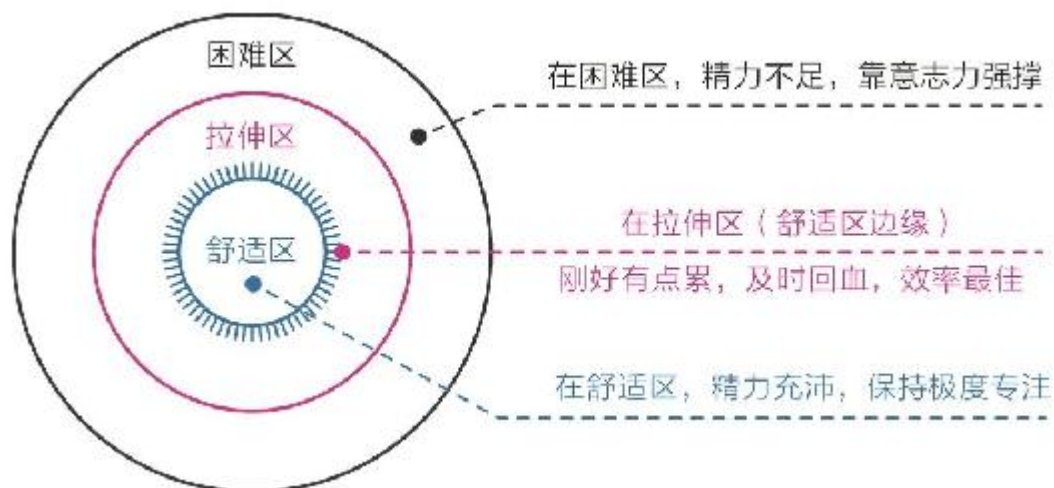 困难区
在困难区，精力不足，靠意志力强撑
拉伸区
在拉伸区（舒适区边缘）
舒适区
刚好有点累，及时回血，效率最佳
在舒适区，精力充沛，保持极度专注